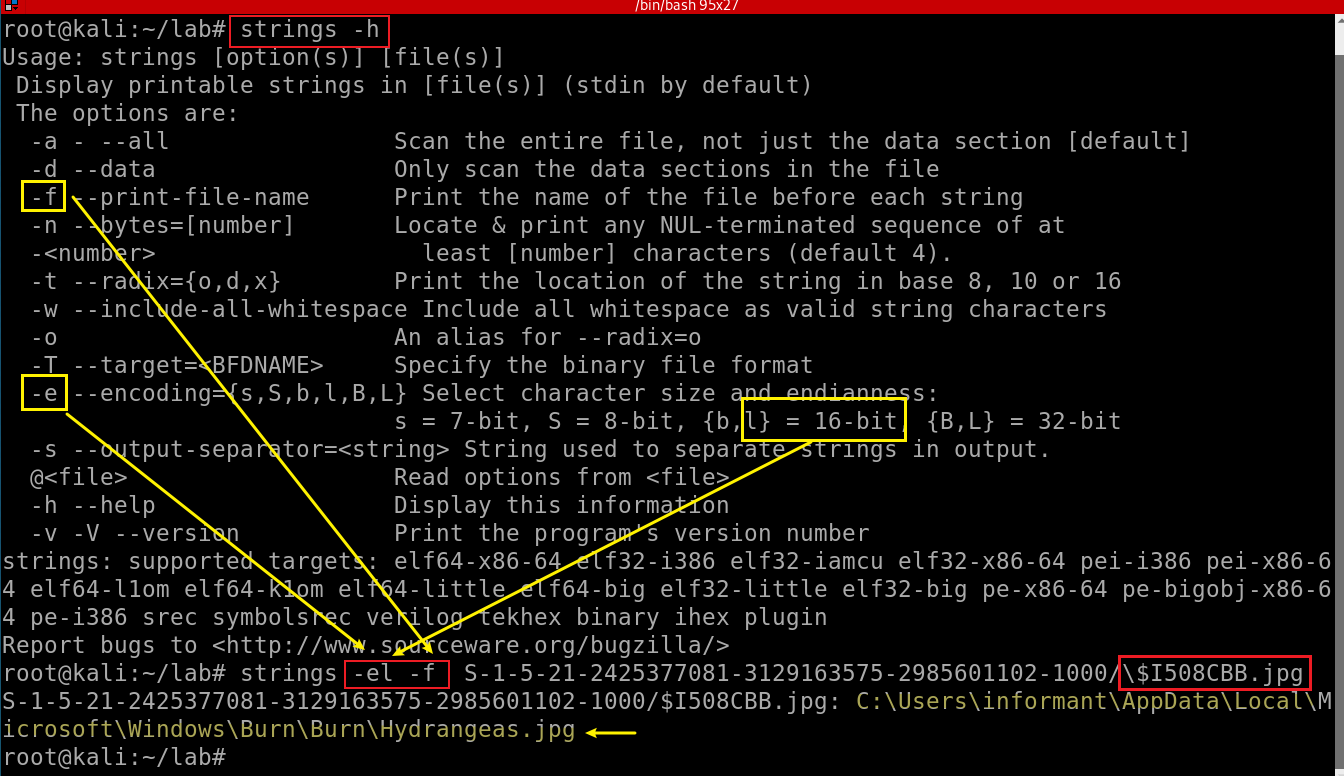 /bin/bash 95x27
root@kali:~/lab# strings -h
Usage: strings [option(s)] [file(s)]
 Display printable strings in [file(s)] (stdin by default)
 The options are:
  -a - --all                Scan the entire file, not just the data section [default]
  -d --data                 Only scan the data sections in the file
  -f --print-file-name      Print the name of the file before each string
  -n --bytes=[number]       Locate & print any NUL-terminated sequence of at
  -<number>                   least [number] characters (default 4).
  -t --radix={o,d,x}        Print the location of the string in base 8, 10 or 16
  -w --include-all-whitespace Include all whitespace as valid string characters
  -o                        An alias for --radix=o
  -T --target=<BFDNAME>     Specify the binary file format
  -e --encoding={s,S,b,l,B,L} Select character size and endianness:
                            s = 7-bit, S = 8-bit, {b,l} = 16-bit, {B,L} = 32-bit
  -s --output-separator=<string> String used to separate strings in output.
  @<file>                   Read options from <file>
  -h --help                 Display this information
  -v -V --version           Print the program's version number
strings: supported targets: elf64-x86-64 elf32-i386 elf32-iamcu elf32-x86-64 pei-i386 pei-x86-6
4 elf64-l1om elf64-k1om elf64-little elf64-big elf32-little elf32-big pe-x86-64 pe-bigobj-x86-6
4 pe-i386 srec symbolsrec verilog tekhex binary ihex plugin
Report bugs to <http://www.sourceware.org/bugzilla/>
root@kali:~/lab# strings -el -f  S-1-5-21-2425377081-3129163575-2985601102-1000/\$I508CBB.jpg
S-1-5-21-2425377081-3129163575-2985601102-1000/$I508CBB.jpg: C:\Users\informant\AppData\Local\M
icrosoft\Windows\Burn\Burn\Hydrangeas.jpg
root@kali:~/lab#